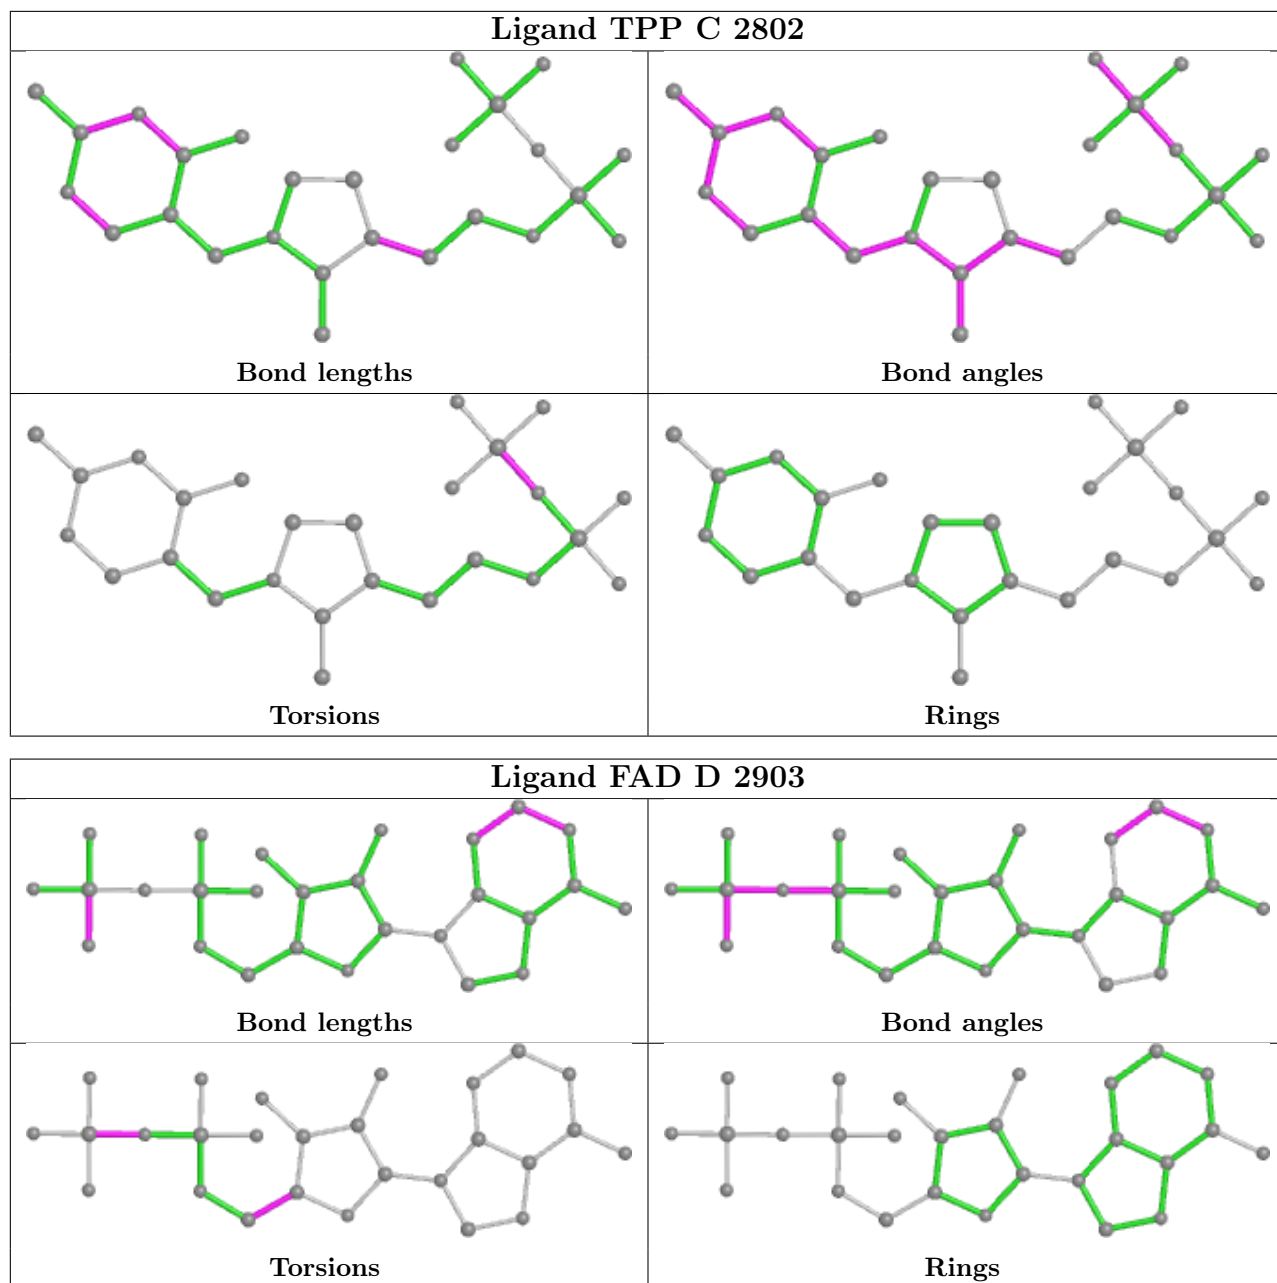 Ligand TPP C 2802
Bond lengths
Bond angles
Torsions
Rings
Ligand FAD D 2903
Bond lengths
Bond angles
Torsions
Rings